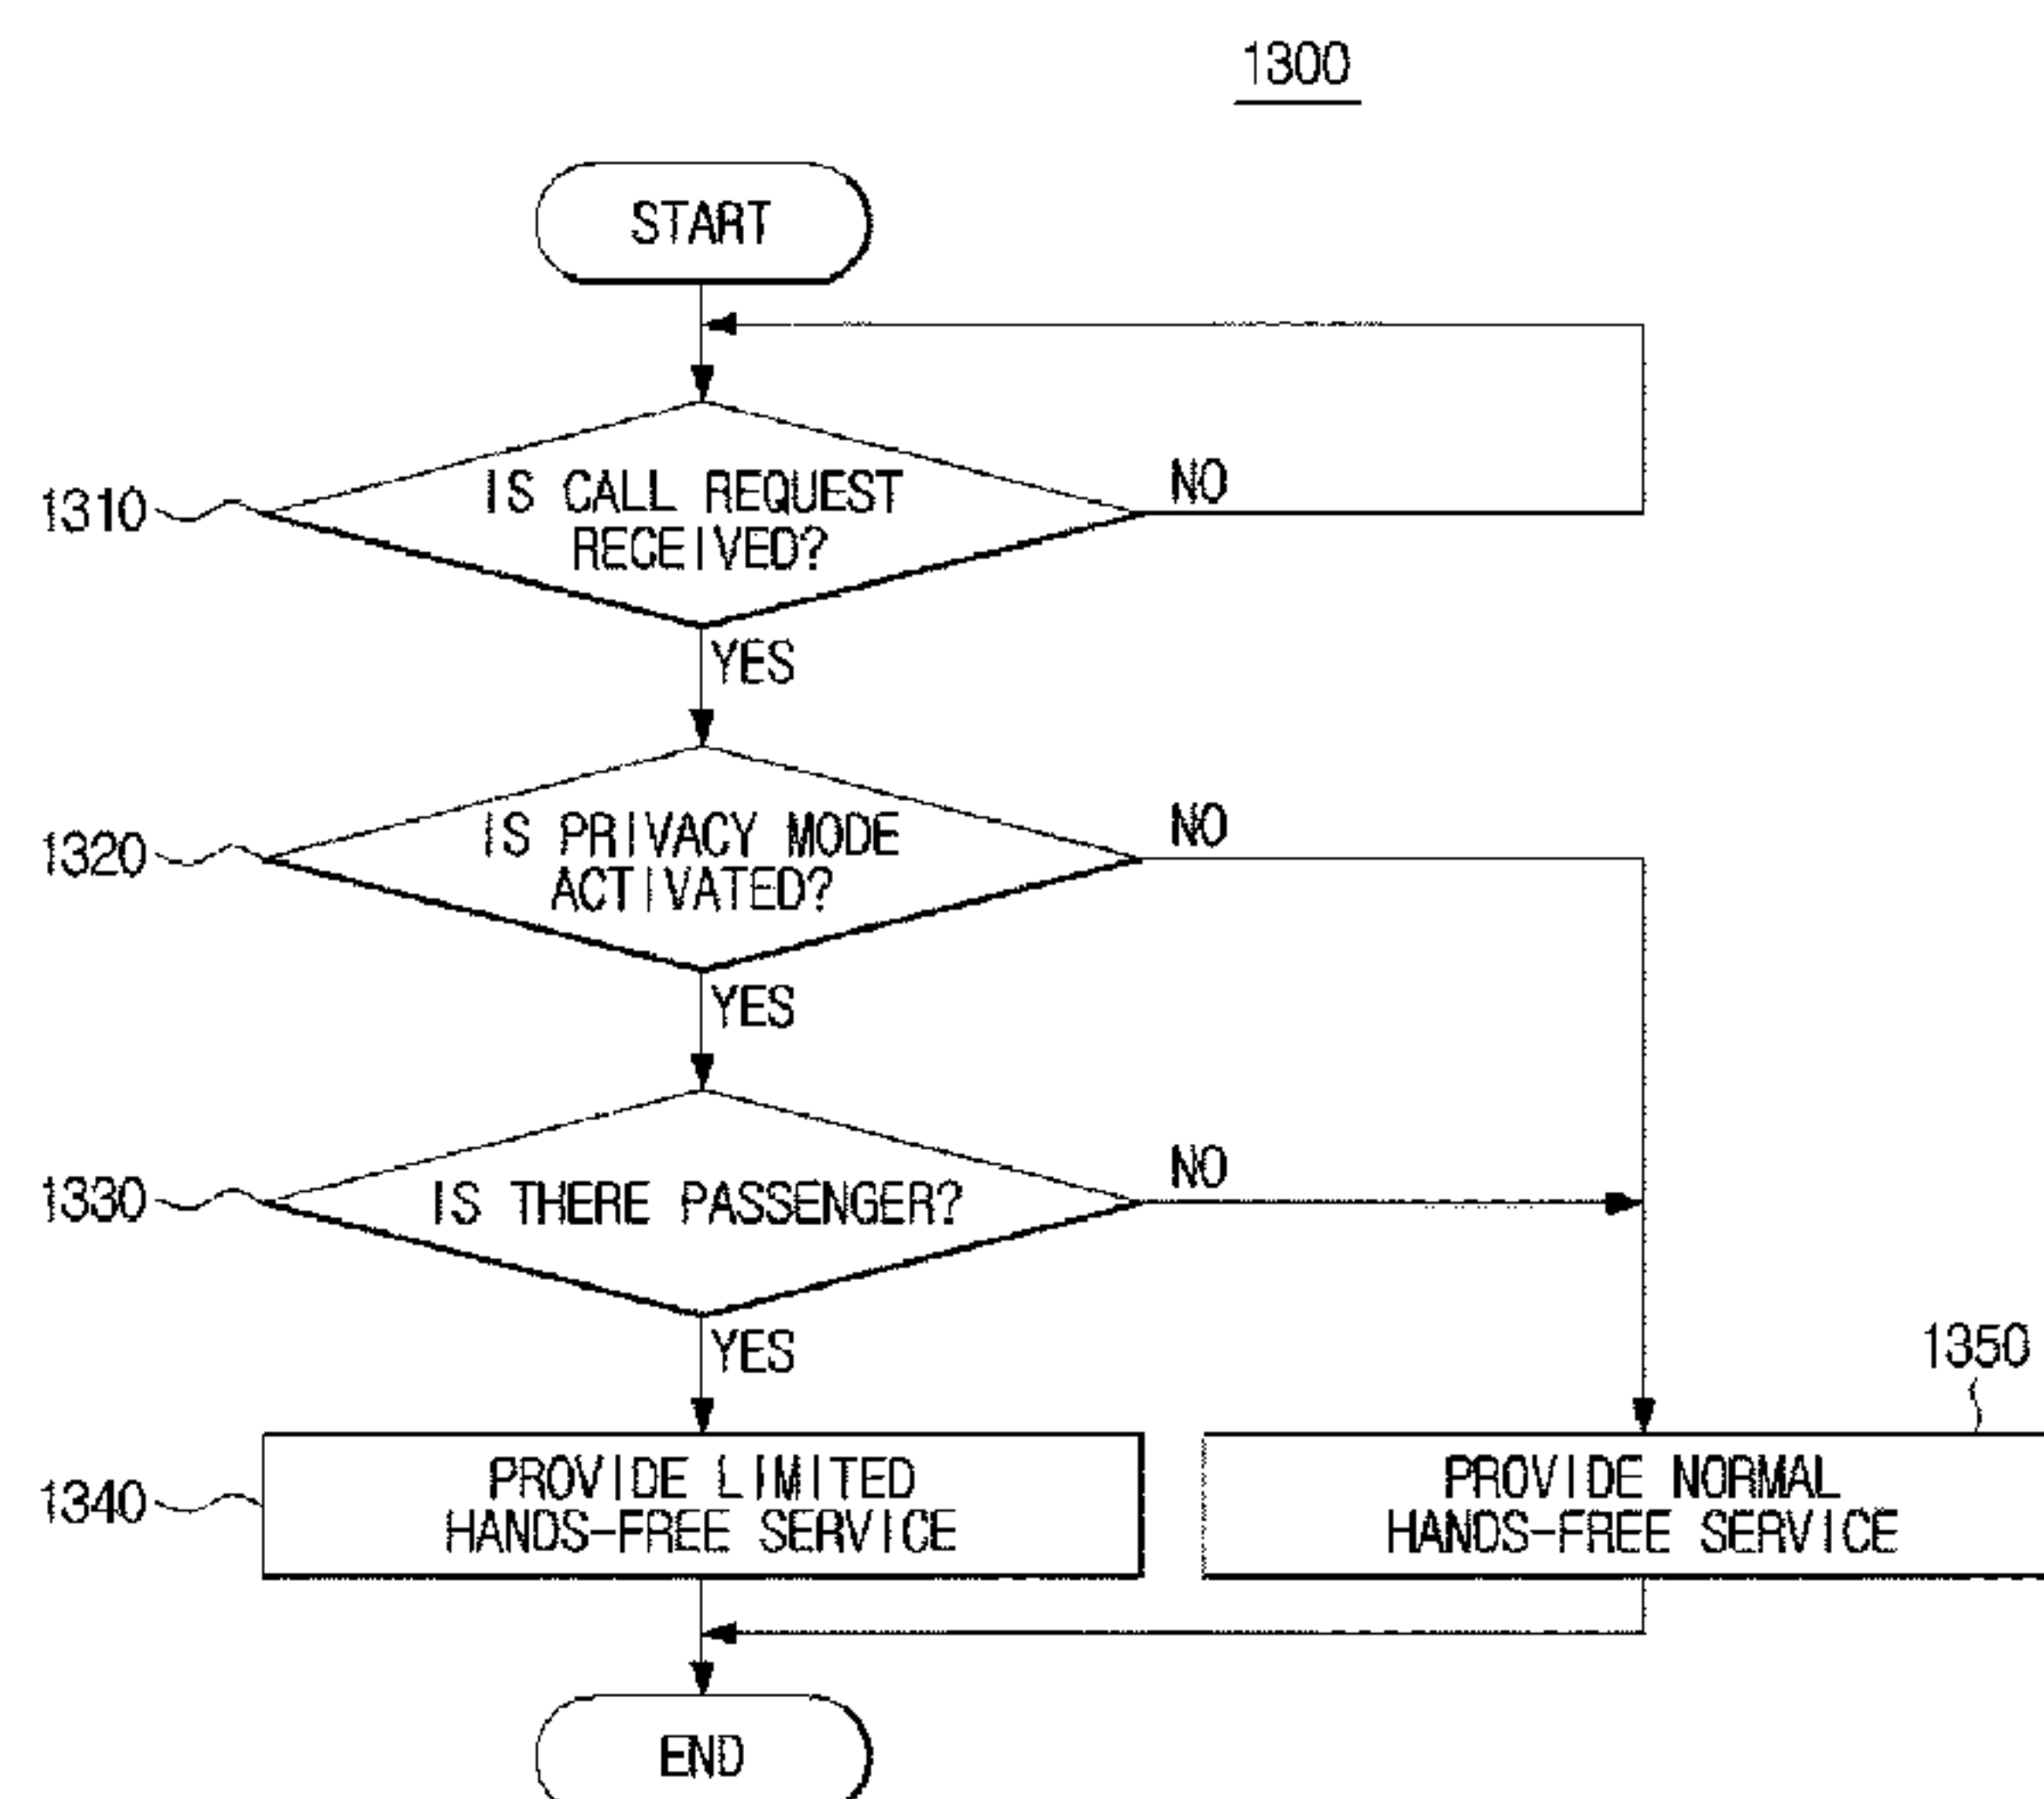 1300
START
IS CALL REQUEST
RECEIVED?
NO
1310
YES
IS PRIVACY MODE
ACTIVATED?
NO
1320
YES
IS THERE PASSENGER?
NO
1330
YES
1350
PROVIDE LIMITED
HANDS-FREE SERVICE
1340
PROVIDE NORMAL
HANDS-FREE SERVICE
END